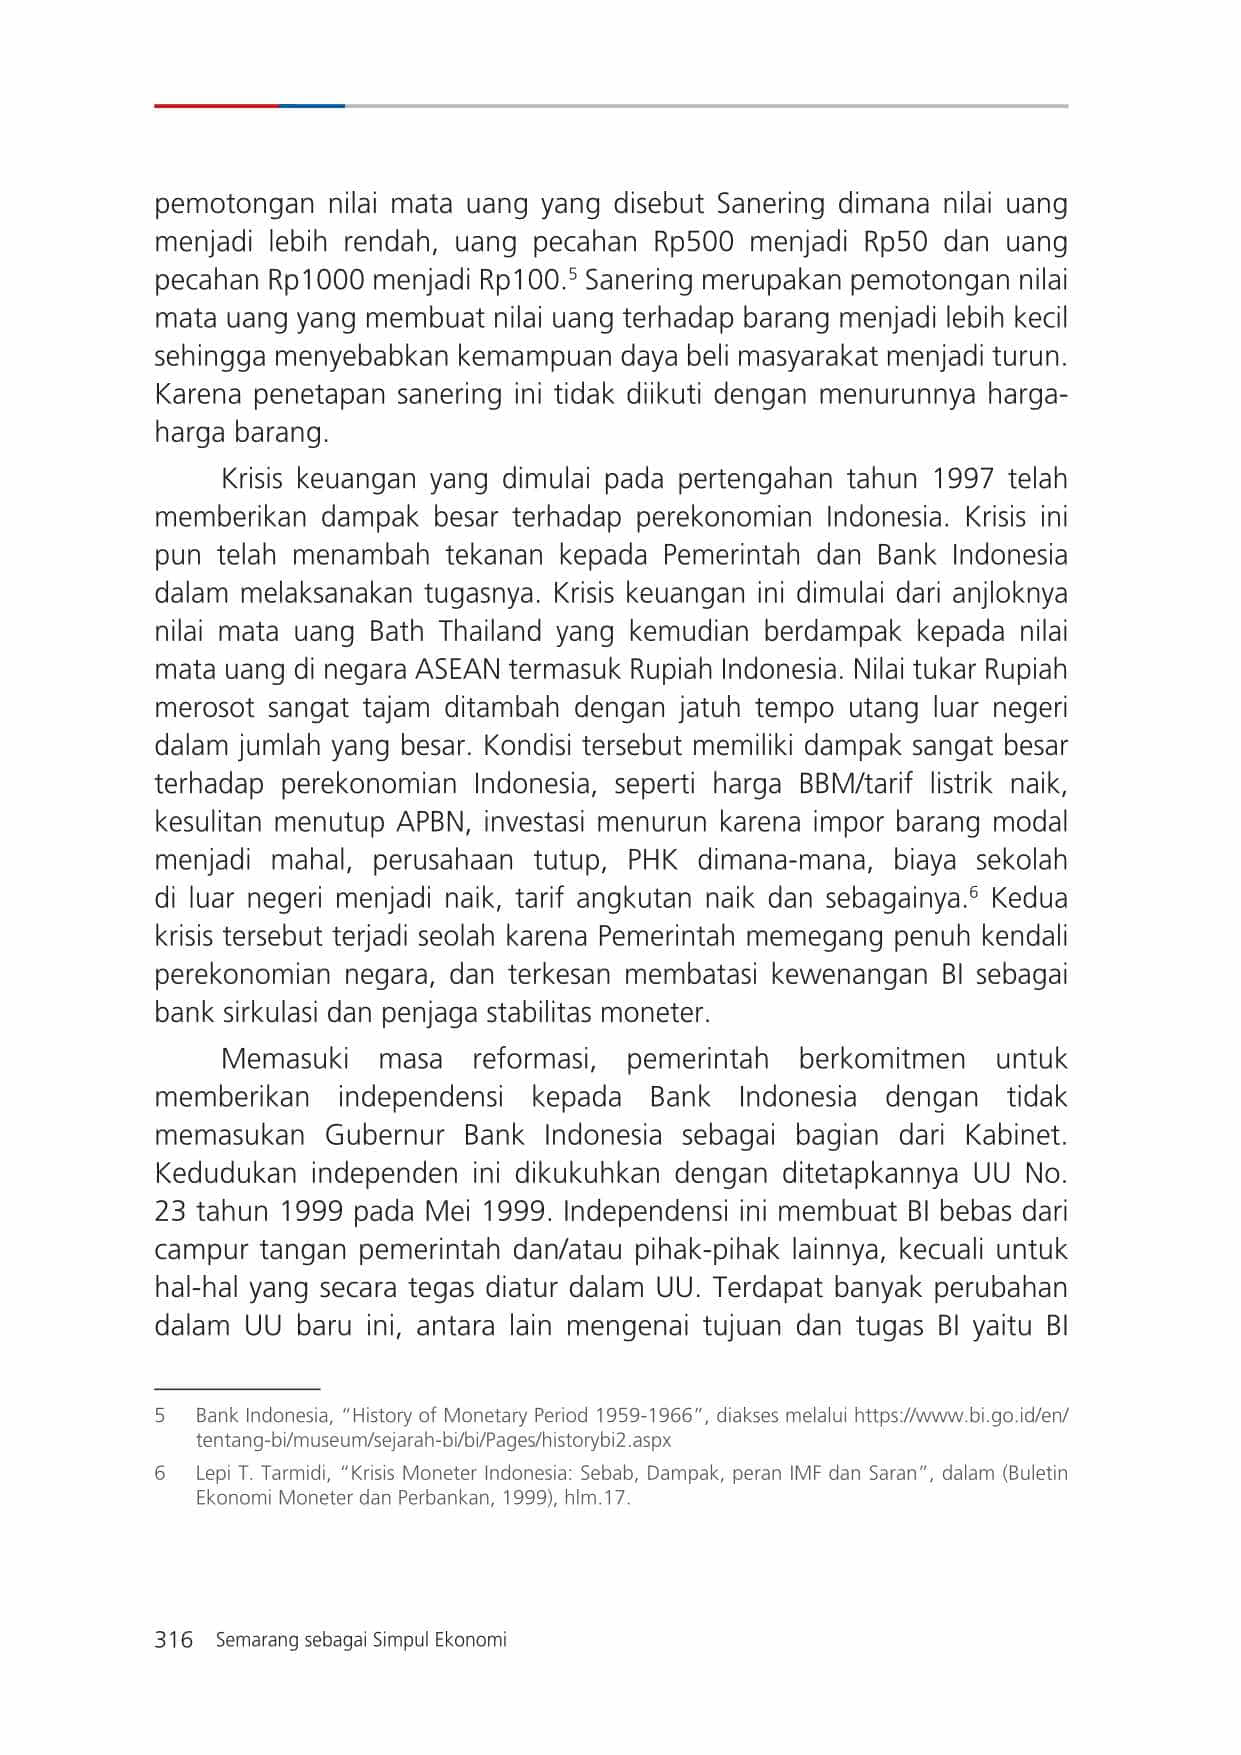 pemotongan nilai mata uang yang disebut Sanering dimana nilai uang
menjadi lebih rendah, uang pecahan Rp500 menjadi Rp50 dan uang
pecahan Rp1000 menjadi Rp100.⁵ Sanering merupakan pemotongan nilai
mata uang yang membuat nilai uang terhadap barang menjadi lebih kecil
sehingga menyebabkan kemampuan daya beli masyarakat menjadi turun.
Karena penetapan sanering ini tidak diikuti dengan menurunnya harga-
harga barang.
Krisis keuangan yang dimulai pada pertengahan tahun 1997 telah
memberikan dampak besar terhadap perekonomian Indonesia. Krisis ini
pun telah menambah tekanan kepada Pemerintah dan Bank Indonesia
dalam melaksanakan tugasnya. Krisis keuangan ini dimulai dari anjloknya
nilai mata uang Bath Thailand yang kemudian berdampak kepada nilai
mata uang di negara ASEAN termasuk Rupiah Indonesia. Nilai tukar Rupiah
merosot sangat tajam ditambah dengan jatuh tempo utang luar negeri
dalam jumlah yang besar. Kondisi tersebut memiliki dampak sangat besar
terhadap perekonomian Indonesia, seperti harga BBM/tarif listrik naik,
kesulitan menutup APBN, investasi menurun karena impor barang modal
menjadi mahal, perusahaan tutup, PHK dimana-mana, biaya sekolah
di luar negeri menjadi naik, tarif angkutan naik dan sebagainya.⁶ Kedua
krisis tersebut terjadi seolah karena Pemerintah memegang penuh kendali
perekonomian negara, dan terkesan membatasi kewenangan BI sebagai
bank sirkulasi dan penjaga stabilitas moneter.
Memasuki masa reformasi, pemerintah berkomitmen untuk
memberikan independensi kepada Bank Indonesia dengan tidak
memasukan Gubernur Bank Indonesia sebagai bagian dari Kabinet.
Kedudukan independen ini dikukuhkan dengan ditetapkannya UU No.
23 tahun 1999 pada Mei 1999. Independensi ini membuat BI bebas dari
campur tangan pemerintah dan/atau pihak-pihak lainnya, kecuali untuk
hal-hal yang secara tegas diatur dalam UU. Terdapat banyak perubahan
dalam UU baru ini, antara lain mengenai tujuan dan tugas BI yaitu BI
5 Bank Indonesia, “History of Monetary Period 1959-1966”, diakses melalui https://www.bi.go.id/en/
tentang-bi/museum/sejarah-bi/bi/Pages/historybi2.aspx
6 Lepi T. Tarmidi, “Krisis Moneter Indonesia: Sebab, Dampak, peran IMF dan Saran”, dalam (Buletin
Ekonomi Moneter dan Perbankan, 1999), hlm.17.
316 Semarang sebagai Simpul Ekonomi